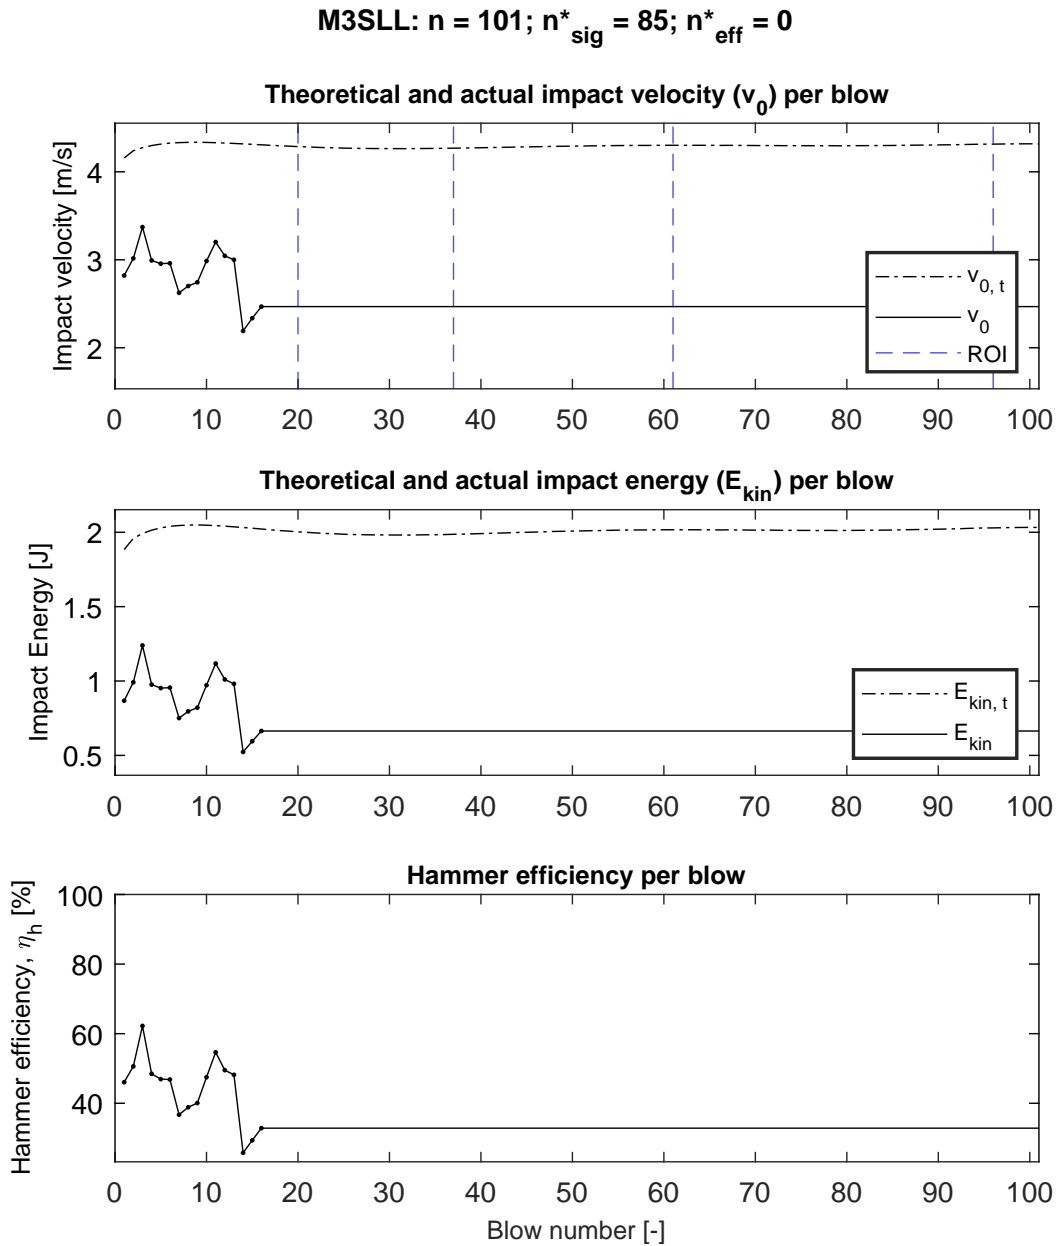 M3SLL: n = 101; n*sig = 85; n*eff = 0
Theoretical and actual impact velocity (v0) per blow
Impact velocity [m/s]
4
3
2
v0, t
v0
ROI
0 10 20 30 40 50 60 70 80 90 100
Theoretical and actual impact energy (Ekin) per blow
Impact Energy [J]
2
1.5
1
0.5
Ekin, t
Ekin
0 10 20 30 40 50 60 70 80 90 100
Hammer efficiency per blow
Hammer efficiency, ηh [%]
100
80
60
40
0 10 20 30 40 50 60 70 80 90 100
Blow number [-]